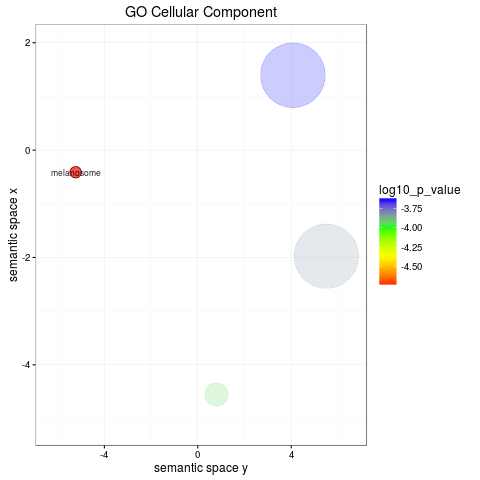 GO Cellular Component
2
0
-2
-4
semantic space x
melanosome
-4
0
4
semantic space y
log10_p_value
-3.75
-4.00
-4.25
-4.50